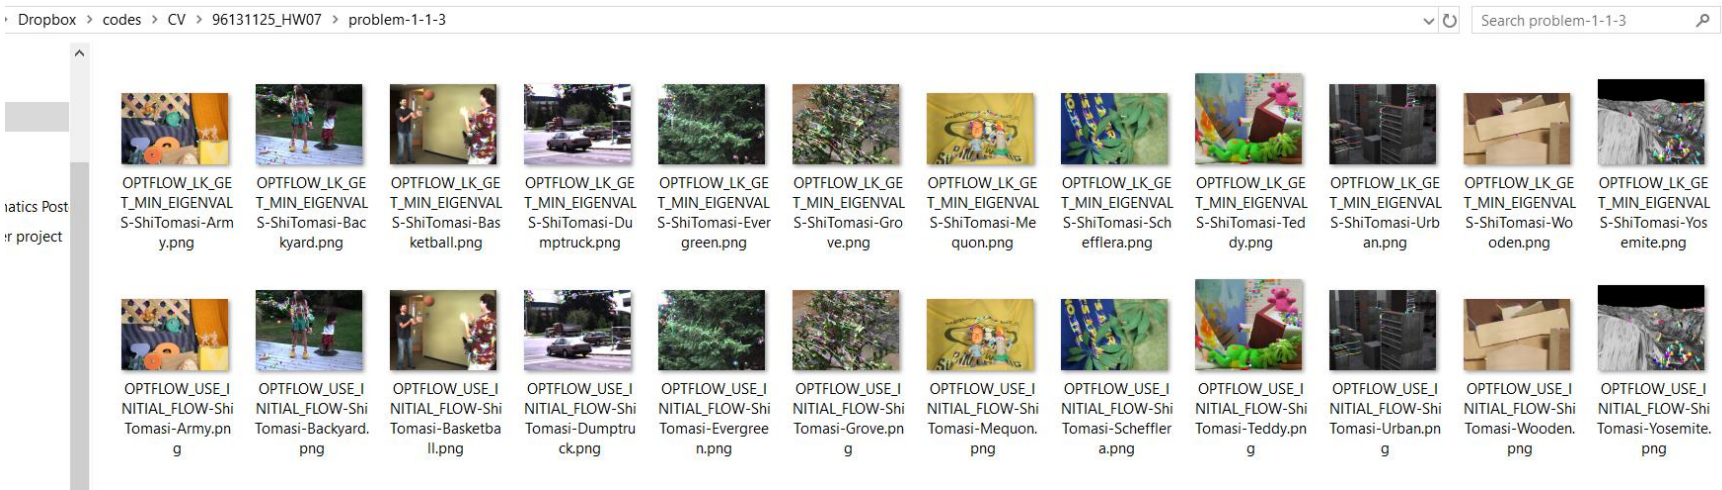 Dropbox > codes > CV > 96131125_HW07 > problem-1-1-3
Search problem-1-1-3
er project
OPTFLOW_LK_GE OPTFLOW_LK_GE OPTFLOW_LK_GE OPTFLOW_LK_GE OPTFLOW_LK_GE OPTFLOW_LK_GE OPTFLOW_LK_GE OPTFLOW_LK_GE OPTFLOW_LK_GE OPTFLOW_LK_GE OPTFLOW_LK_GE OPTFLOW_LK_GE
T_MIN_EIGENVAL T_MIN_EIGENVAL T_MIN_EIGENVAL T_MIN_EIGENVAL T_MIN_EIGENVAL T_MIN_EIGENVAL T_MIN_EIGENVAL T_MIN_EIGENVAL T_MIN_EIGENVAL T_MIN_EIGENVAL T_MIN_EIGENVAL T_MIN_EIGENVAL
matics Post S-ShiTomasi-Arm S-ShiTomasi-Bac S-ShiTomasi-Bas S-ShiTomasi-Du S-ShiTomasi-Ever S-ShiTomasi-Gro S-ShiTomasi-Me S-ShiTomasi-Sch S-ShiTomasi-Ted S-ShiTomasi-Urb S-ShiTomasi-Wo S-ShiTomasi-Yos
y.png kyard.png ketball.png mptruck.png green.png ve.png quon.png efflera.png dy.png an.png oden.png emite.png
OPTFLOW_USE_I OPTFLOW_USE_I OPTFLOW_USE_I OPTFLOW_USE_I OPTFLOW_USE_I OPTFLOW_USE_I OPTFLOW_USE_I OPTFLOW_USE_I OPTFLOW_USE_I OPTFLOW_USE_I OPTFLOW_USE_I OPTFLOW_USE_I
NITIAL_FLOW-Shi NITIAL_FLOW-Shi NITIAL_FLOW-Shi NITIAL_FLOW-Shi NITIAL_FLOW-Shi NITIAL_FLOW-Shi NITIAL_FLOW-Shi NITIAL_FLOW-Shi NITIAL_FLOW-Shi NITIAL_FLOW-Shi NITIAL_FLOW-Shi NITIAL_FLOW-Shi
Tomasi-Army.pn Tomasi-Backyard. Tomasi-Basketba Tomasi-Dumptru Tomasi-Evergree Tomasi-Grove.pn Tomasi-Mequon. Tomasi-Scheffler Tomasi-Teddy.pn Tomasi-Urban.pn Tomasi-Wooden. Tomasi-Yosemite.
g png ll.png ck.png n.png g png a.png g g png png